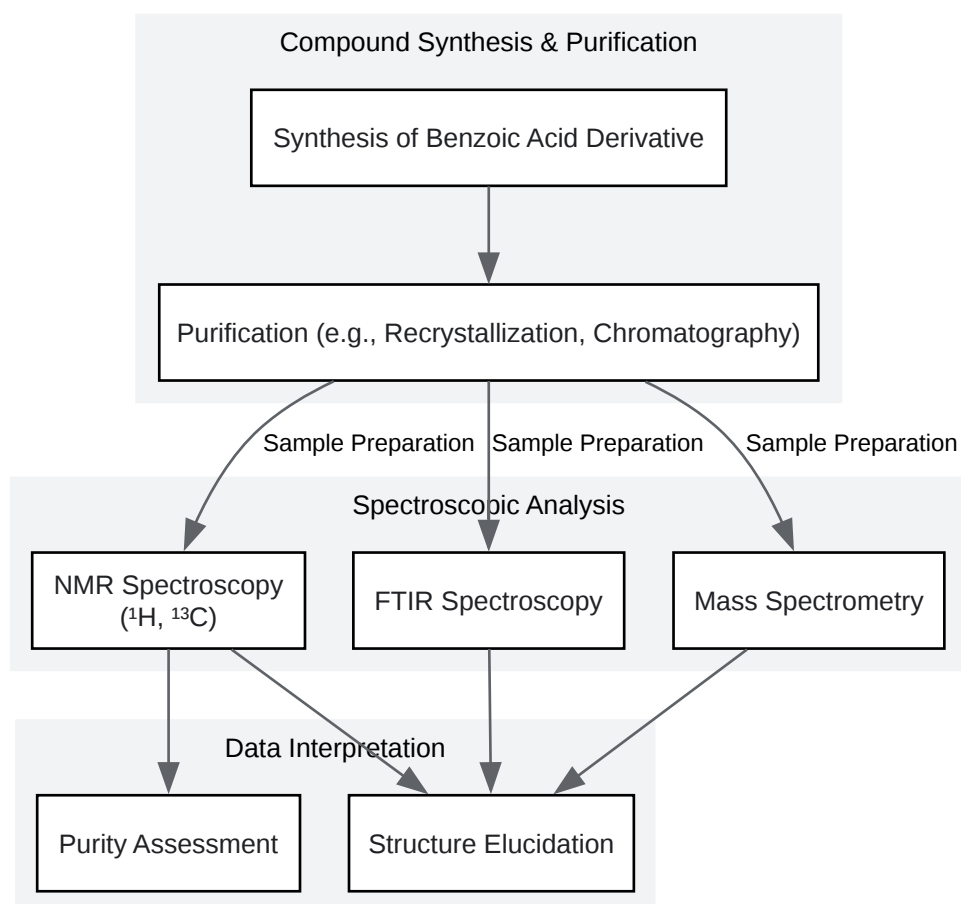 Compound Synthesis & Purification
Synthesis of Benzoic Acid Derivative
Purification (e.g., Recrystallization, Chromatography)
Sample Preparation
Sample Preparation
Sample Preparation
Spectroscopic Analysis
NMR Spectroscopy
(¹H, ¹³C)
FTIR Spectroscopy
Mass Spectrometry
Data Interpretation
Purity Assessment
Structure Elucidation